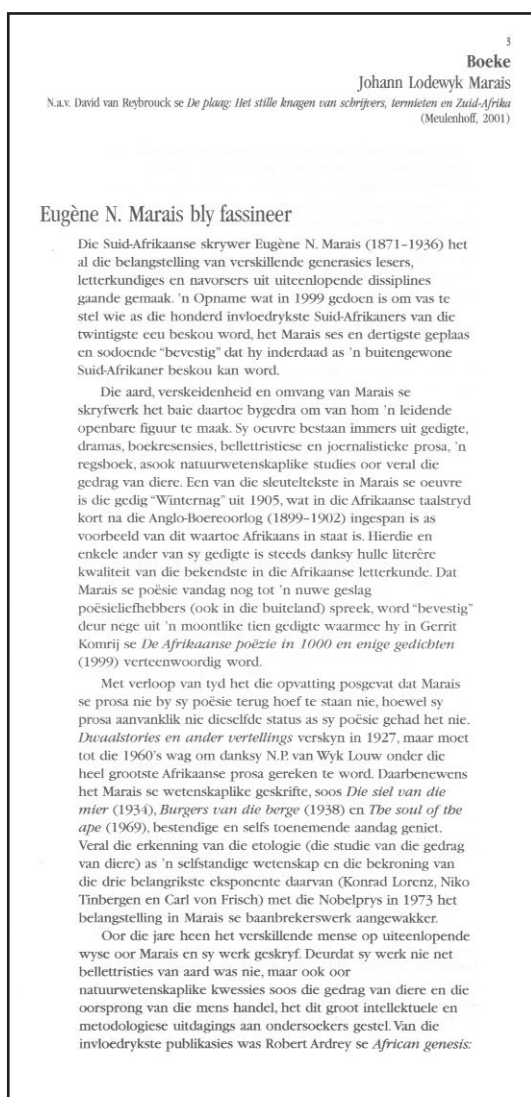 3
Boeke
Johann Lodewyk Marais
N.a.v. David van Reybrouck se De plaag: Het stille knagen van schrijvers, termieten en Zuid-Afrika
(Meulenhoff, 2001)
Eugène N. Marais bly fassineer
Die Suid-Afrikaanse skrywer Eugène N. Marais (1871–1936) het
al die belangstelling van verskillende generasies lesers,
letterkundiges en navorsers uit uiteenlopende dissiplines
gaande gemaak. 'n Opname wat in 1999 gedoen is om vas te
stel wie as die honderd invloedrykste Suid-Afrikaners van die
twintigste eeu beskou word, het Marais ses en dertigste geplaas
en sodoende "bevestig" dat hy inderdaad as 'n buitengewone
Suid-Afrikaner beskou kan word.
Die aard, verskeidenheid en omvang van Marais se
skryfwerk het baie daartoe bygedra om van hom 'n leidende
openbare figuur te maak. Sy oeuvre bestaan immers uit gedigte,
dramas, boekresensies, bellettristiese en joernalistieke prosa, 'n
regsboek, asook natuurwetenskaplike studies oor veral die
gedrag van diere. Een van die sleuteltekste in Marais se oeuvre
is die gedig "Winternag" uit 1905, wat in die Afrikaanse taalstryd
kort na die Anglo-Boereoorlog (1899–1902) ingespan is as
voorbeeld van dit waartoe Afrikaans in staat is. Hierdie en
enkele ander van sy gedigte is steeds danksy hulle literêre
kwaliteit van die bekendste in die Afrikaanse letterkunde. Dat
Marais se poësie vandag nog tot 'n nuwe geslag
poësieliefhebbers (ook in die buiteland) spreek, word "bevestig"
deur nege uit 'n moontlike tien gedigte waarmee hy in Gerrit
Komrij se De Afrikaanse poëzie in 1000 en enige gedichten
(1999) verteenwoordig word.
Met verloop van tyd het die opvatting posgevat dat Marais
se prosa nie by sy poësie terug hoef te staan nie, hoewel sy
prosa aanvanklik nie dieselfde status as sy poësie gehad het nie.
Dwaalstories en ander vertellings verskyn in 1927, maar moet
tot die 1960's wag om danksy N.P. van Wyk Louw onder die
heel grootste Afrikaanse prosa gereken te word. Daarbenewens
het Marais se wetenskaplike geskrifte, soos Die siel van die
mier (1934), Burgers van die berge (1938) en The soul of the
ape (1969), bestendige en selfs toenemende aandag geniet.
Veral die erkenning van die etologie (die studie van die gedrag
van diere) as 'n selfstandige wetenskap en die bekroning van
die drie belangrikste eksponente daarvan (Konrad Lorenz, Niko
Tinbergen en Carl von Frisch) met die Nobelprys in 1973 het
belangstelling in Marais se baanbrekerswerk aangewakker.
Oor die jare heen het verskillende mense op uiteenlopende
wyse oor Marais en sy werk geskryf. Deurdat sy werk nie net
bellettristies van aard was nie, maar ook oor
natuurwetenskaplike kwessies soos die gedrag van diere en die
oorsprong van die mens handel, het dit groot intellektuele en
metodologiese uitdagings aan ondersoekers gestel. Van die
invloedrykste publikasies was Robert Ardrey se African genesis: